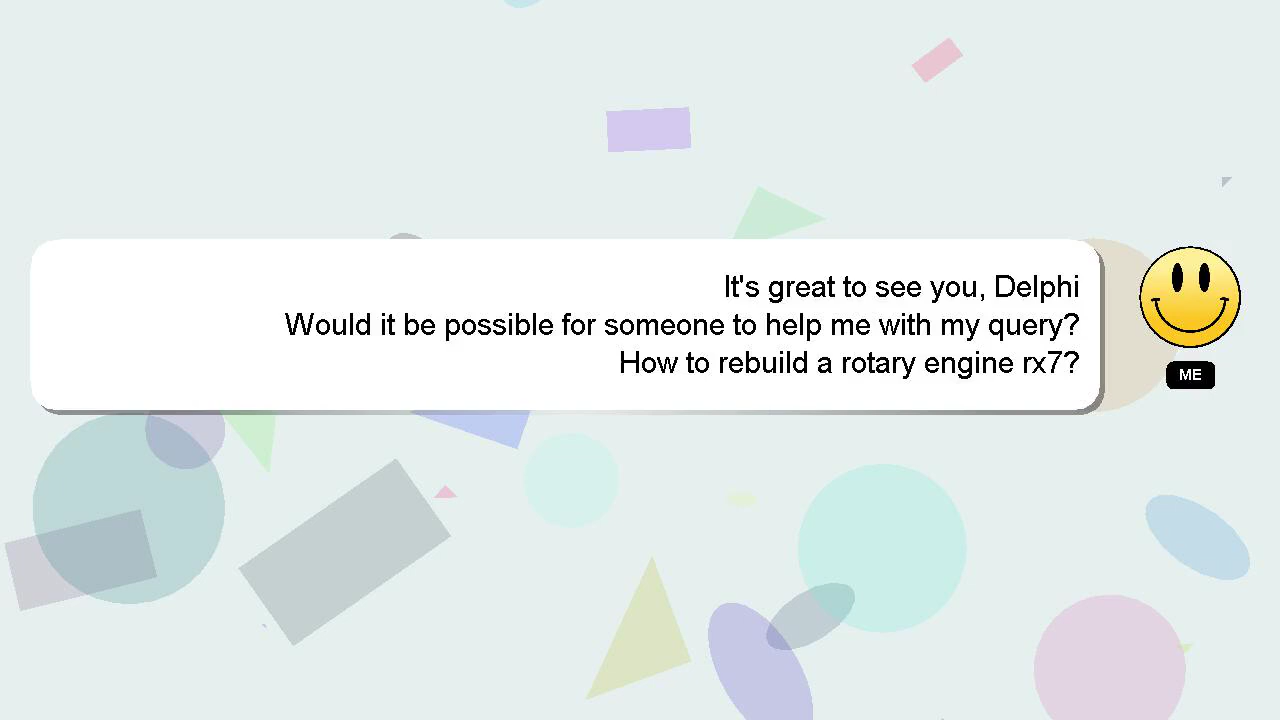 It's great to see you, Delphi
Would it be possible for someone to help me with my query?
How to rebuild a rotary engine rx7?
ME